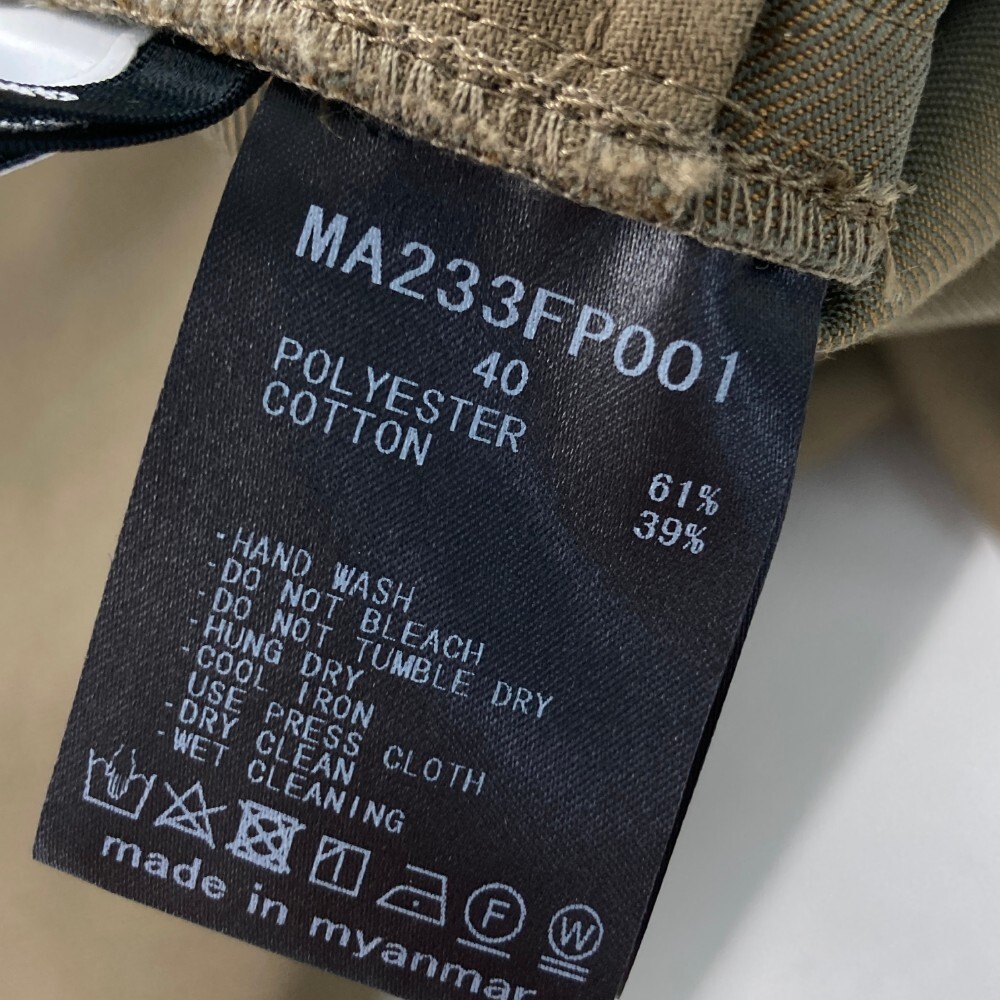 MA233FP001
40
POLYESTER 61%
COTTON 39%
-HAND WASH
-DO NOT BLEACH
-DO NOT TUMBLE DRY
-HUNG DRY
-COOL IRON
USE PRESS CLOTH
-DRY CLEAN
-WET CLEANING
F W
made in myanmar